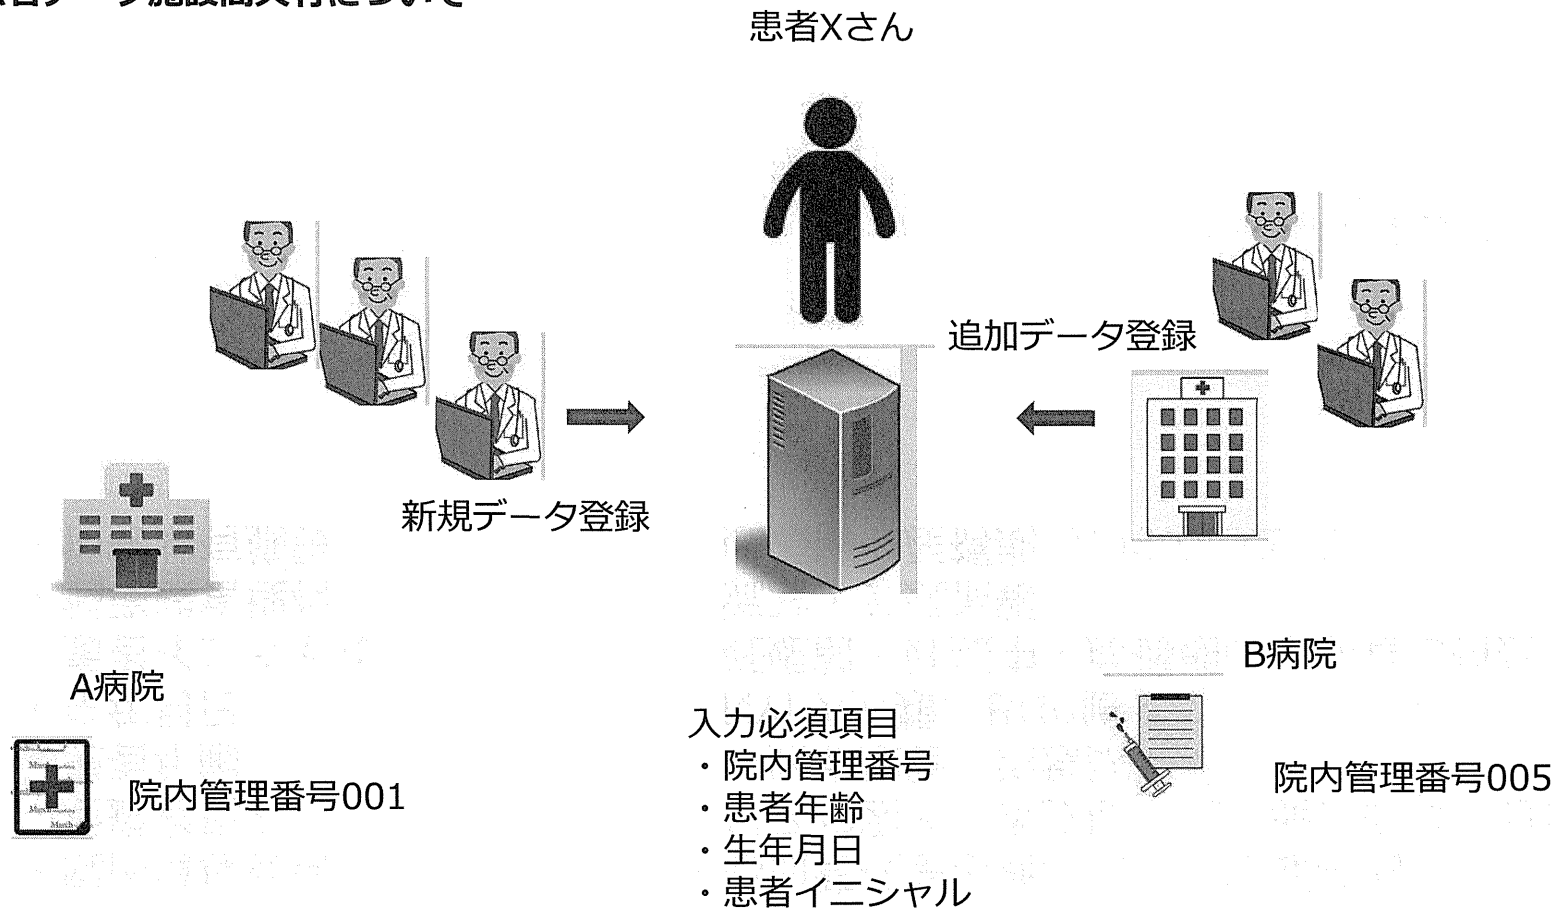 患者Xさん
追加データ登録
新規データ登録
A病院
B病院
入力必須項目
・院内管理番号
・患者年齢
・生年月日
・患者イニシャル
院内管理番号001
院内管理番号005